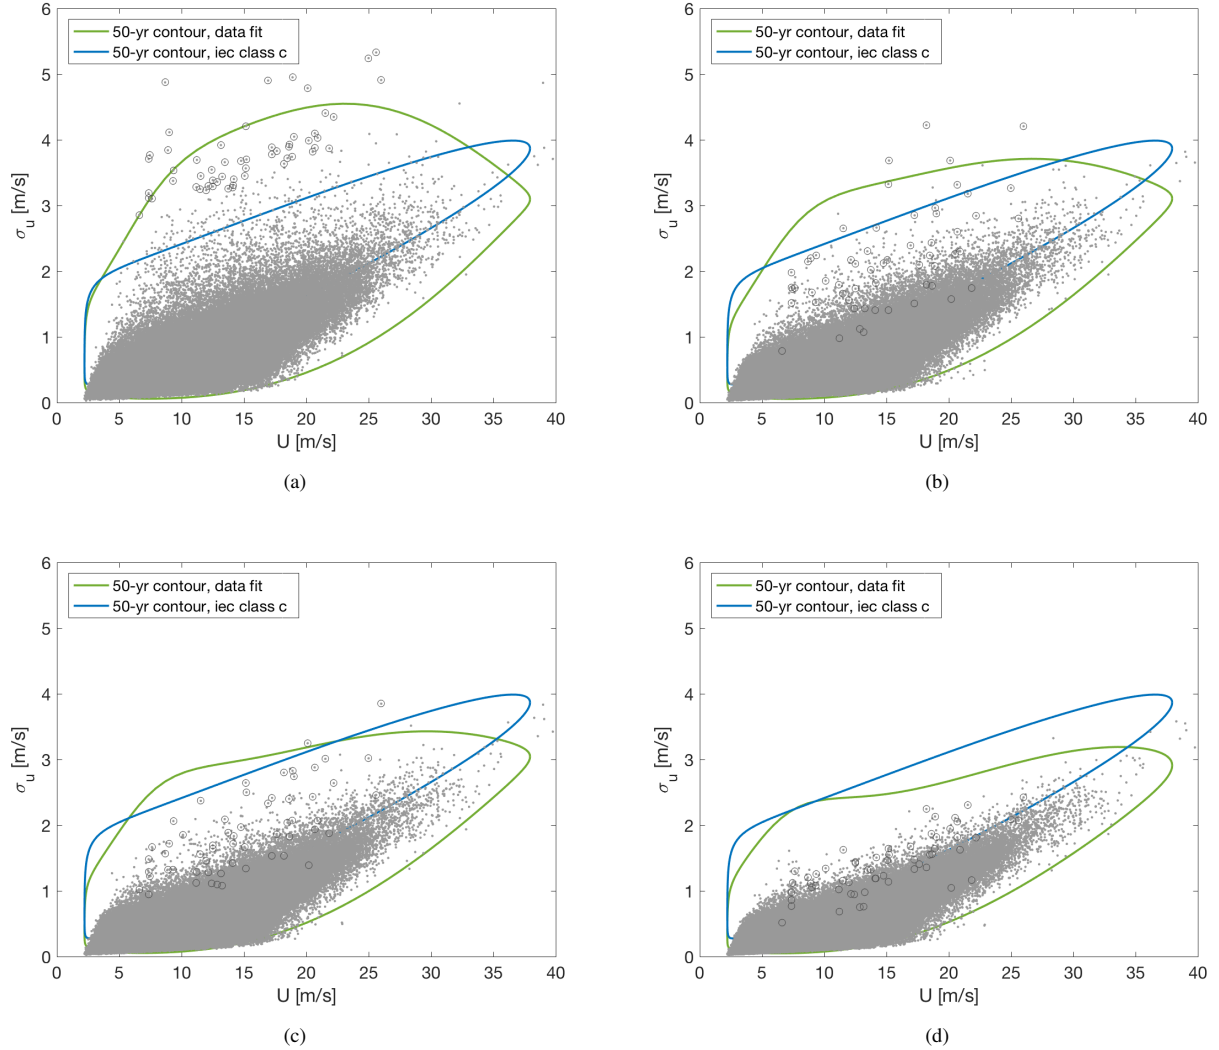 6
5
4
3
2
1
0
σu [m/s]
50-yr contour, data fit
50-yr contour, iec class c
0 5 10 15 20 25 30 35 40
U [m/s]
(a)
6
5
4
3
2
1
0
σu [m/s]
50-yr contour, data fit
50-yr contour, iec class c
0 5 10 15 20 25 30 35 40
U [m/s]
(b)
6
5
4
3
2
1
0
σu [m/s]
50-yr contour, data fit
50-yr contour, iec class c
0 5 10 15 20 25 30 35 40
U [m/s]
(c)
6
5
4
3
2
1
0
σu [m/s]
50-yr contour, data fit
50-yr contour, iec class c
0 5 10 15 20 25 30 35 40
U [m/s]
(d)